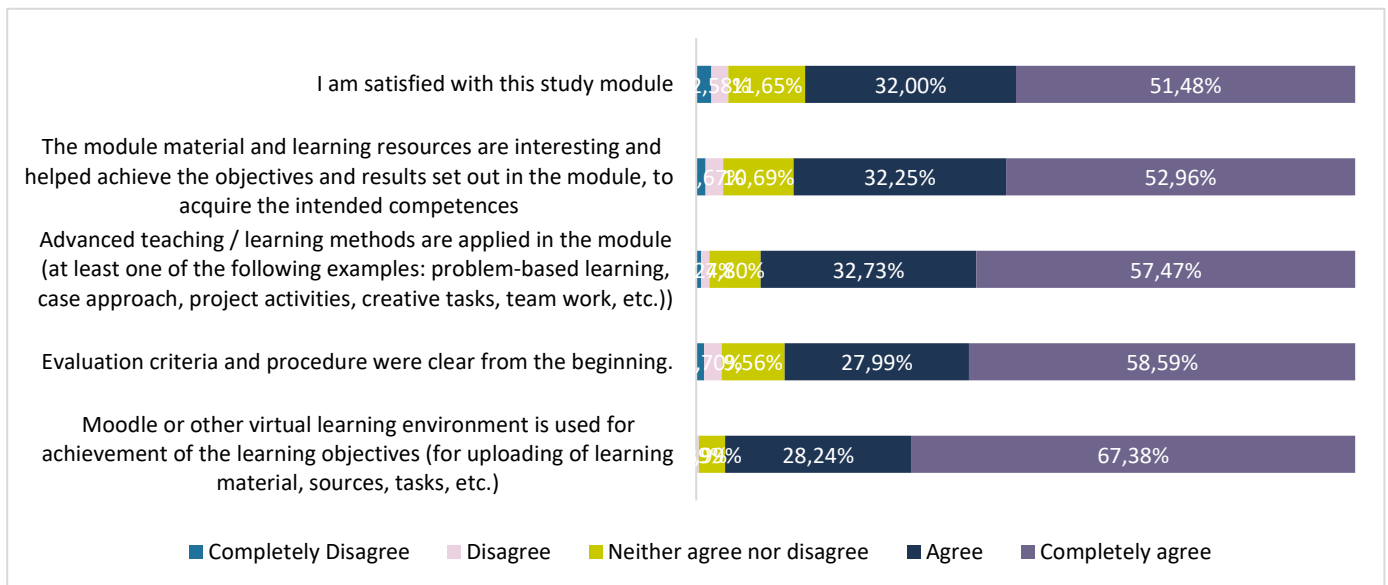 I am satisfied with this study module
11,65%
32,00%
51,48%
The module material and learning resources are interesting and
helped achieve the objectives and results set out in the module, to
acquire the intended competences
10,69%
32,25%
52,96%
Advanced teaching / learning methods are applied in the module
(at least one of the following examples: problem-based learning,
case approach, project activities, creative tasks, team work, etc.))
32,73%
57,47%
Evaluation criteria and procedure were clear from the beginning.
9,56%
27,99%
58,59%
Moodle or other virtual learning environment is used for
achievement of the learning objectives (for uploading of learning
material, sources, tasks, etc.)
28,24%
67,38%
Completely Disagree Disagree Neither agree nor disagree Agree Completely agree